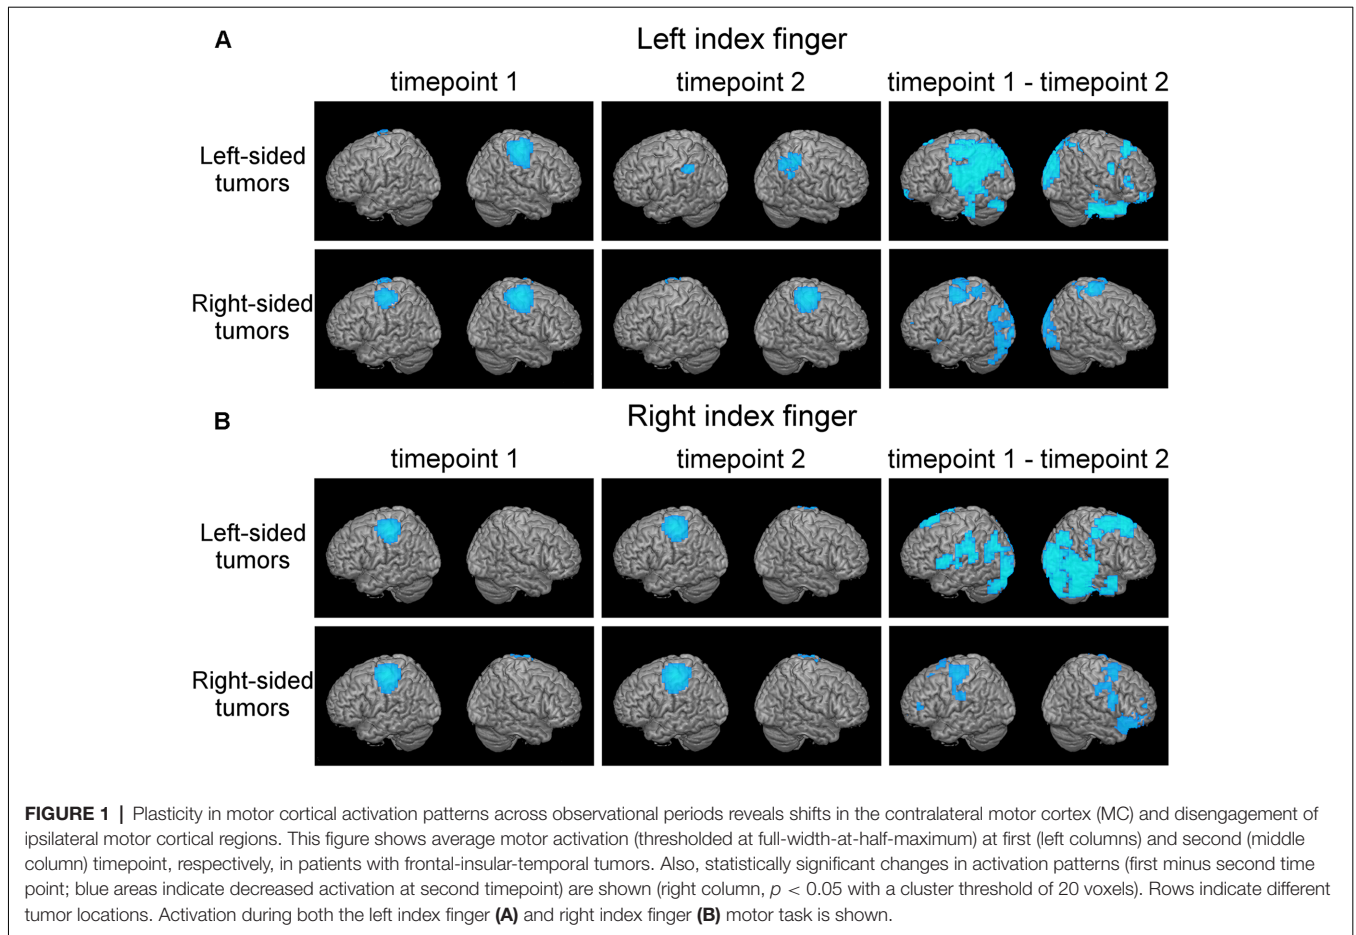 A
Left index finger
timepoint 1
timepoint 2
timepoint 1 - timepoint 2
Left-sided
tumors
Right-sided
tumors
B
Right index finger
timepoint 1
timepoint 2
timepoint 1 - timepoint 2
Left-sided
tumors
Right-sided
tumors
FIGURE 1 | Plasticity in motor cortical activation patterns across observational periods reveals shifts in the contralateral motor cortex (MC) and disengagement of
ipsilateral motor cortical regions. This figure shows average motor activation (thresholded at full-width-at-half-maximum) at first (left columns) and second (middle
column) timepoint, respectively, in patients with frontal-insular-temporal tumors. Also, statistically significant changes in activation patterns (first minus second time
point; blue areas indicate decreased activation at second timepoint) are shown (right column, p < 0.05 with a cluster threshold of 20 voxels). Rows indicate different
tumor locations. Activation during both the left index finger (A) and right index finger (B) motor task is shown.